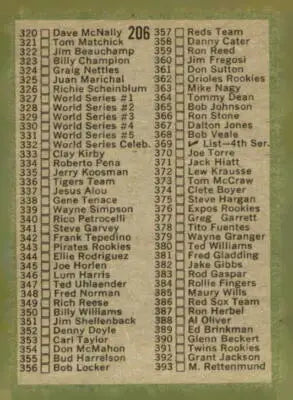 206
320 Dave McNally
321 Tom Matchick
322 Jim Beauchamp
323 Billy Champion
324 Graig Nettles
325 Juan Marichal
326 Richie Scheinblum
327 World Series #1
328 World Series #2
329 World Series #3
330 World Series #4
331 World Series #5
332 World Series Celeb.
333 Clay Kirby
334 Roberto Pena
335 Jerry Koosman
336 Tigers Team
337 Jesus Alou
338 Gene Tenace
339 Wayne Simpson
340 Rico Petrocelli
341 Steve Garvey
342 Frank Tepedino
343 Pirates Rookies
344 Ellie Rodriguez
345 Joe Horlen
346 Lum Harris
347 Ted Uhlaender
348 Fred Norman
349 Rich Reese
350 Billy Williams
351 Jim Shellenback
352 Denny Doyle
353 Carl Taylor
354 Don McMahon
355 Bud Harrelson
356 Bob Locker
357 Reds Team
358 Danny Cater
359 Ron Reed
360 Jim Fregosi
361 Don Sutton
362 Orioles Rookies
363 Mike Nagy
364 Tommy Dean
365 Bob Johnson
366 Ron Stone
367 Dalton Jones
368 Bob Veale
369 ✓ List—4th Ser.
370 Joe Torre
371 Jack Hiatt
372 Lew Krausse
373 Tom McCraw
374 Clete Boyer
375 Steve Hargan
376 Expos Rookies
377 Greg Garrett
378 Tito Fuentes
379 Wayne Granger
380 Ted Williams
381 Fred Gladding
382 Jake Gibbs
383 Rod Gaspar
384 Rollie Fingers
385 Maury Wills
386 Red Sox Team
387 Ron Herbel
388 Al Oliver
389 Ed Brinkman
390 Glenn Beckert
391 Twins Rookies
392 Grant Jackson
393 M. Rettenmund